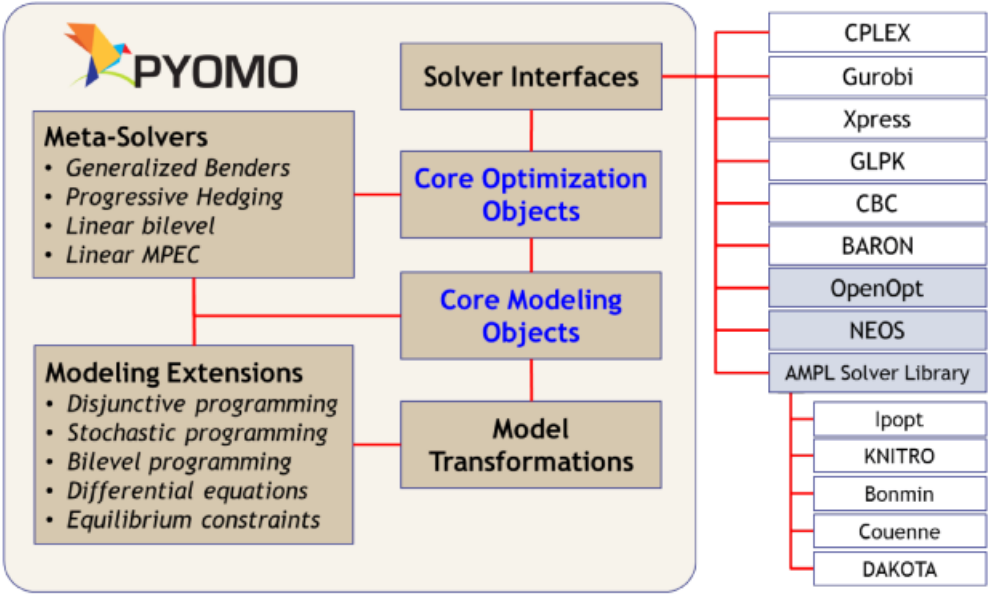 PYOMO
Solver Interfaces
Meta-Solvers
• Generalized Benders
• Progressive Hedging
• Linear bilevel
• Linear MPEC
Core Optimization
Objects
Core Modeling
Objects
Modeling Extensions
• Disjunctive programming
• Stochastic programming
• Bilevel programming
• Differential equations
• Equilibrium constraints
Model
Transformations
CPLEX
Gurobi
Xpress
GLPK
CBC
BARON
OpenOpt
NEOS
AMPL Solver Library
Ipopt
KNITRO
Bonmin
Couenne
DAKOTA